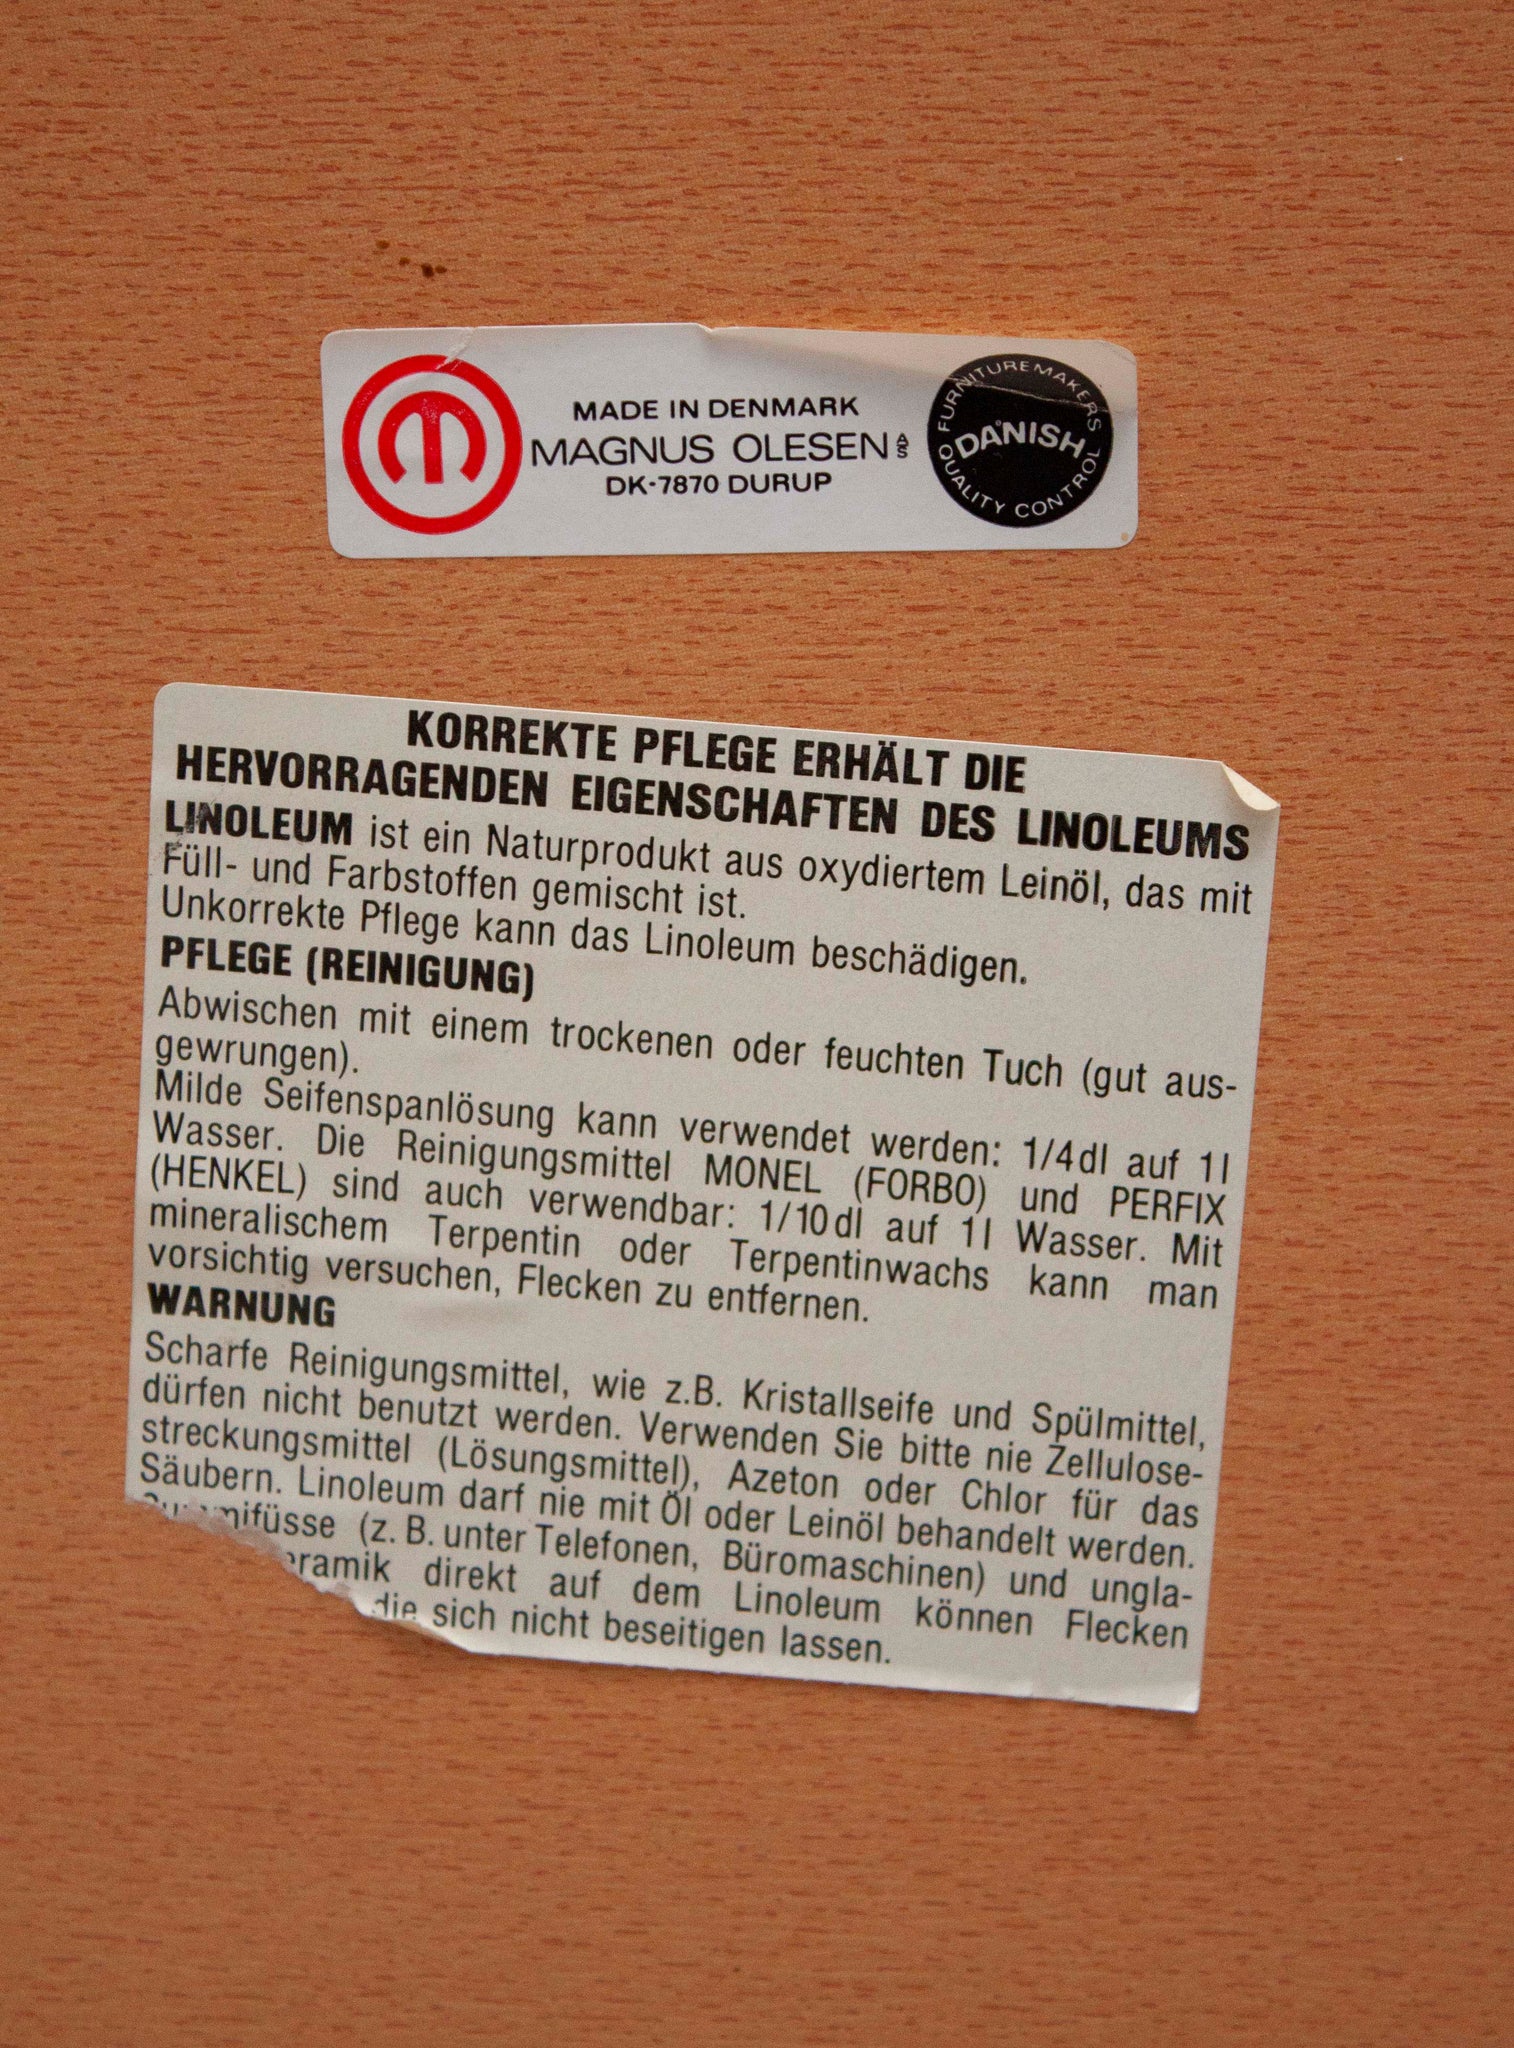 MADE IN DENMARK
MAGNUS OLESEN A/S
DK-7870 DURUP
FURNITUREMAKERS
DANISH
QUALITY CONTROL
KORREKTE PFLEGE ERHÄLT DIE
HERVORRAGENDEN EIGENSCHAFTEN DES LINOLEUMS
LINOLEUM ist ein Naturprodukt aus oxydiertem Leinöl, das mit
Füll- und Farbstoffen gemischt ist.
Unkorrekte Pflege kann das Linoleum beschädigen.
PFLEGE (REINIGUNG)
Abwischen mit einem trockenen oder feuchten Tuch (gut aus-
gewrungen).
Milde Seifenspanlösung kann verwendet werden: 1/4dl auf 1l
Wasser. Die Reinigungsmittel MONEL (FORBO) und PERFIX
(HENKEL) sind auch verwendbar: 1/10dl auf 1l Wasser. Mit
mineralischem Terpentin oder Terpentinwachs kann man
vorsichtig versuchen, Flecken zu entfernen.
WARNUNG
Scharfe Reinigungsmittel, wie z.B. Kristallseife und Spülmittel,
dürfen nicht benutzt werden. Verwenden Sie bitte nie Zellulose-
streckungsmittel (Lösungsmittel), Azeton oder Chlor für das
Säubern. Linoleum darf nie mit Öl oder Leinöl behandelt werden.
Gummifüsse (z. B. unter Telefonen, Büromaschinen) und ungla-
eramik direkt auf dem Linoleum können Flecken
die sich nicht beseitigen lassen.